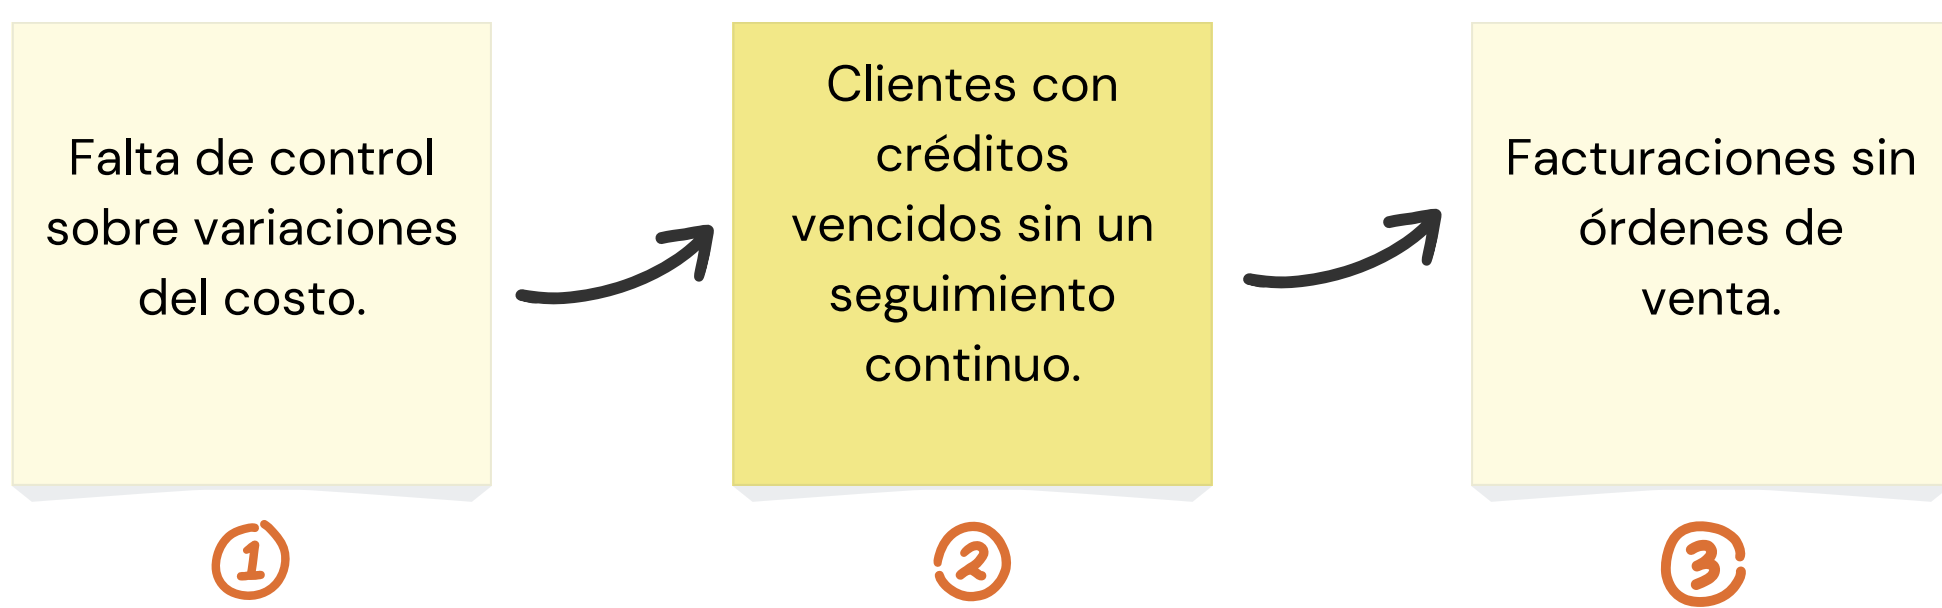 Falta de control
sobre variaciones
del costo.
Clientes con
créditos
vencidos sin un
seguimiento
continuo.
Facturaciones sin
órdenes de
venta.
1
2
3